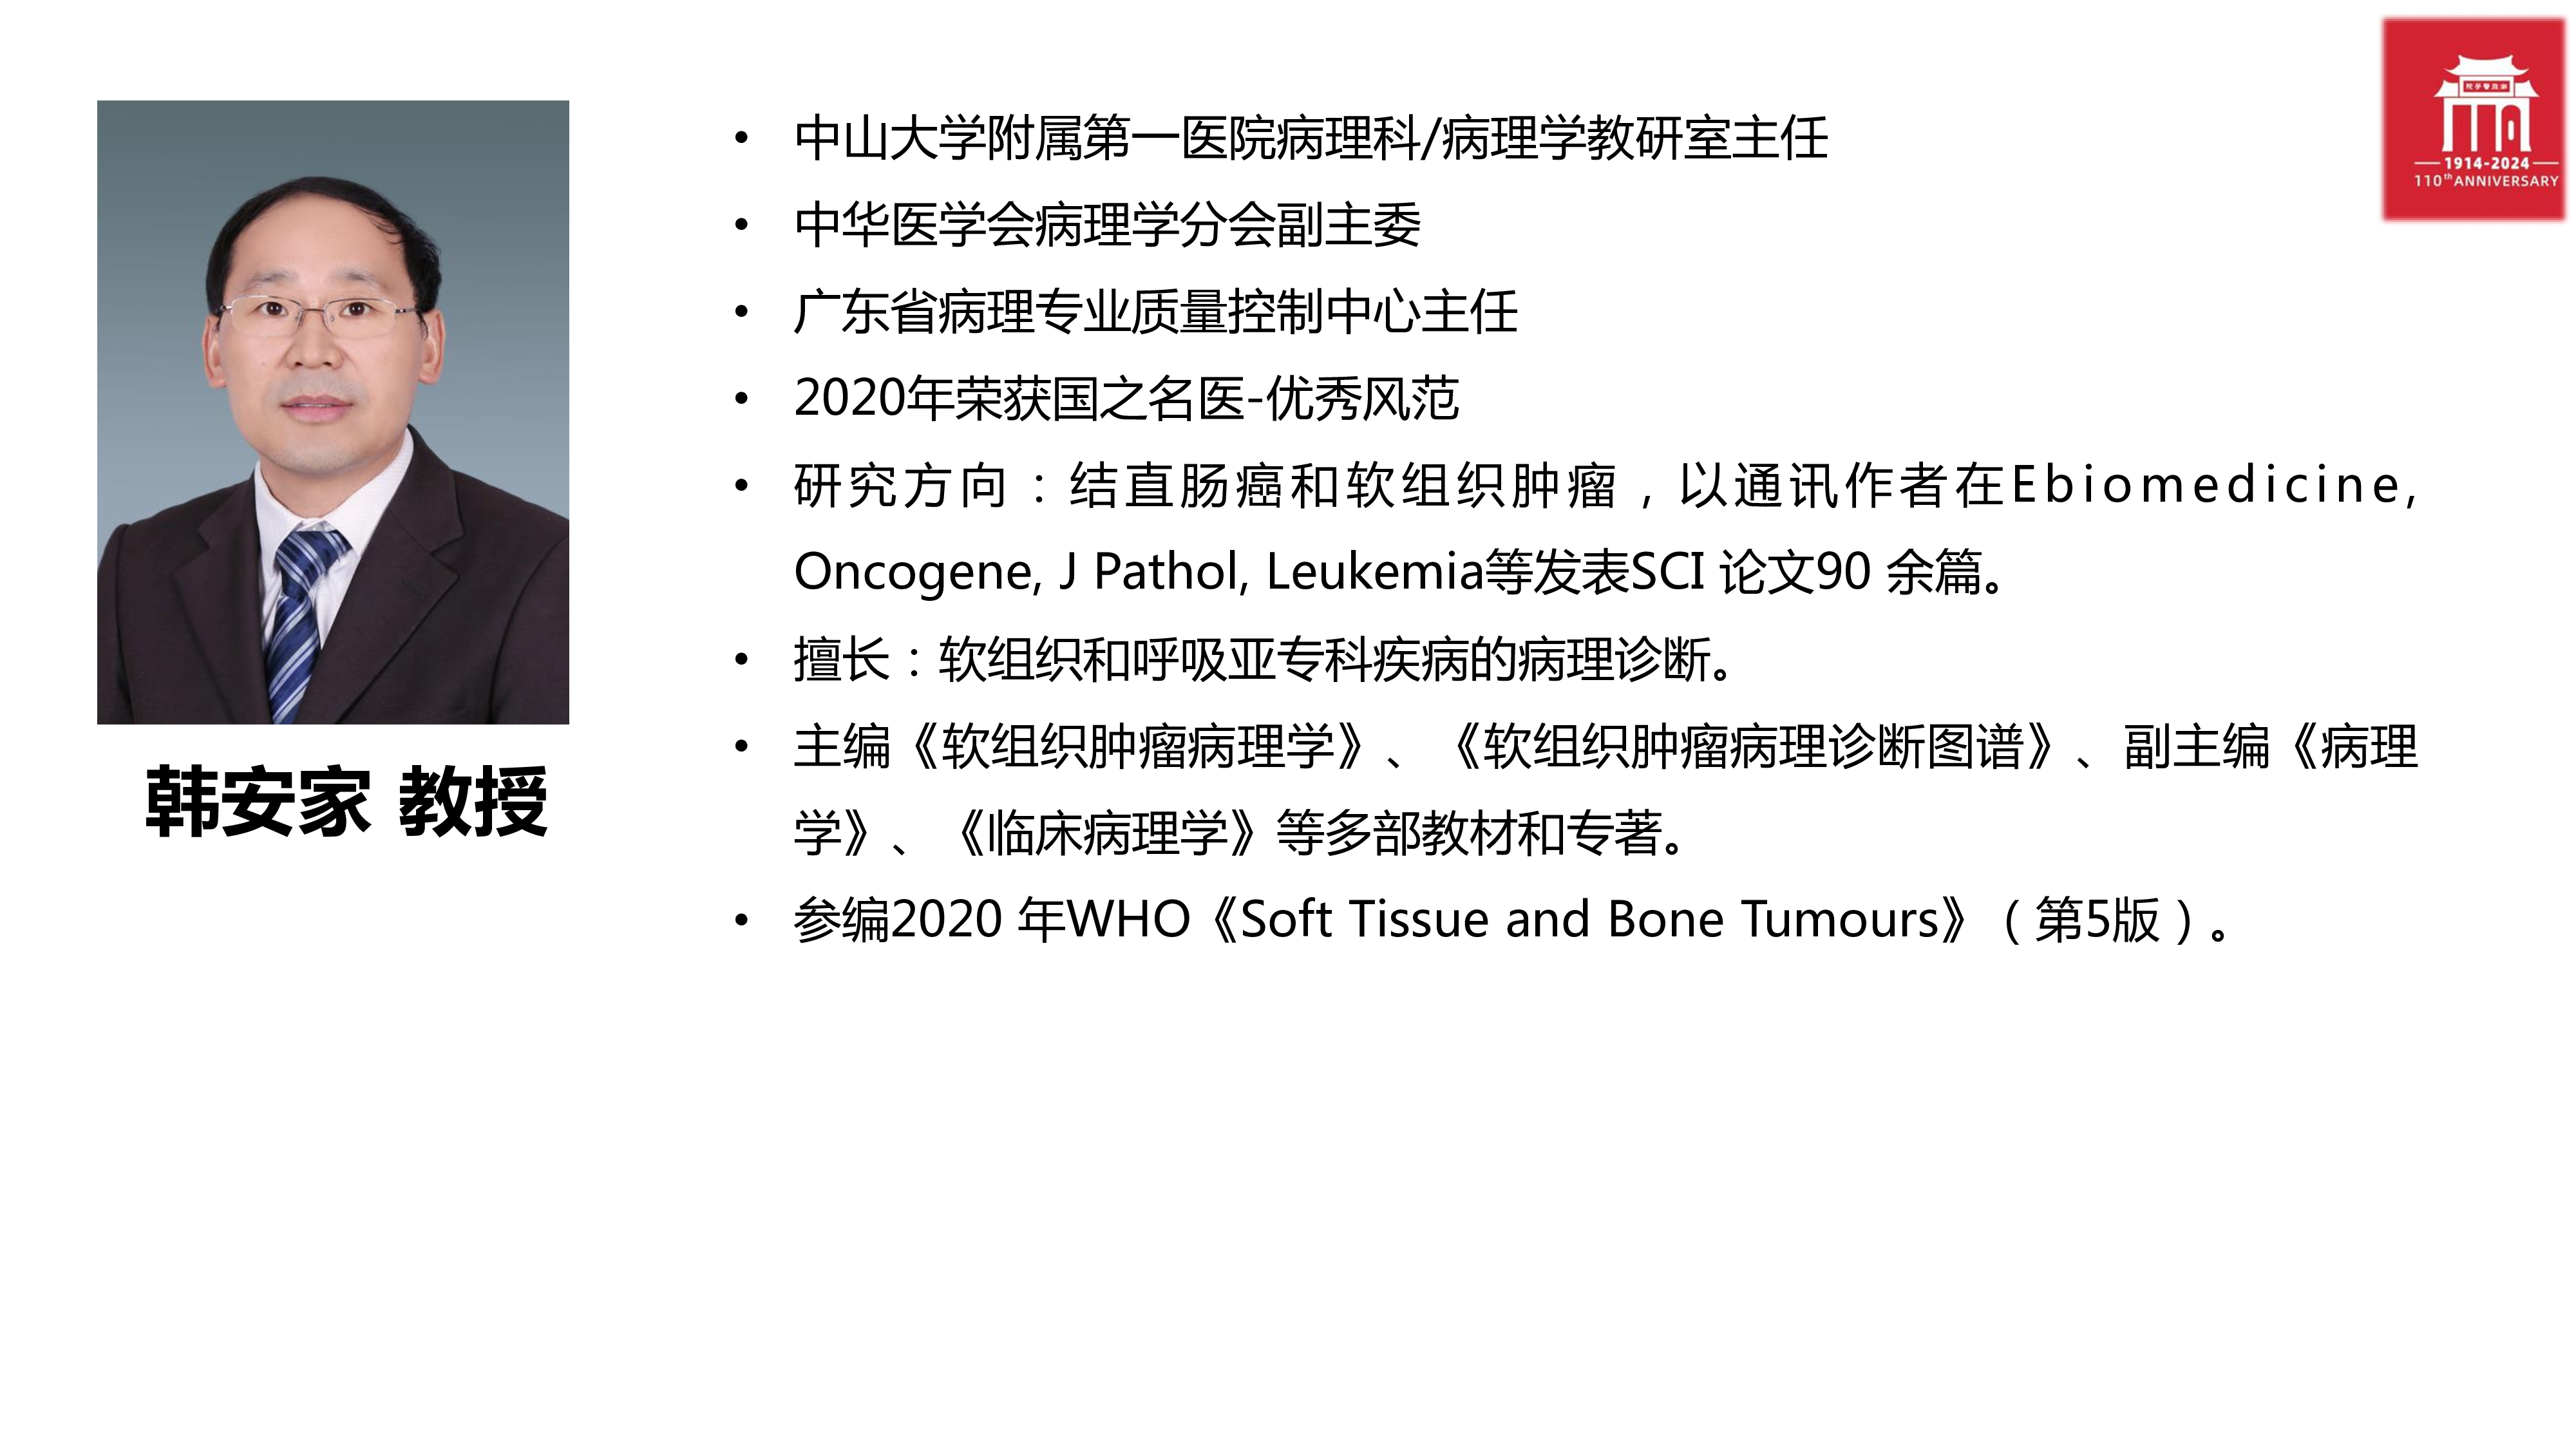 中山大学附属第一医院病理科/病理学教研室主任
中华医学会病理学分会副主委
广东省病理专业质量控制中心主任
2020年荣获国之名医-优秀风范
研究方向：结直肠癌和软组织肿瘤，以通讯作者在Ebiomedicine,
Oncogene, J Pathol, Leukemia等发表SCI 论文90 余篇。
擅长：软组织和呼吸亚专科疾病的病理诊断。
主编《软组织肿瘤病理学》、《软组织肿瘤病理诊断图谱》、副主编《病理
学》、《临床病理学》等多部教材和专著。
参编2020 年WHO《Soft Tissue and Bone Tumours》（第5版）。
韩安家 教授
1914-2024
110th ANNIVERSARY